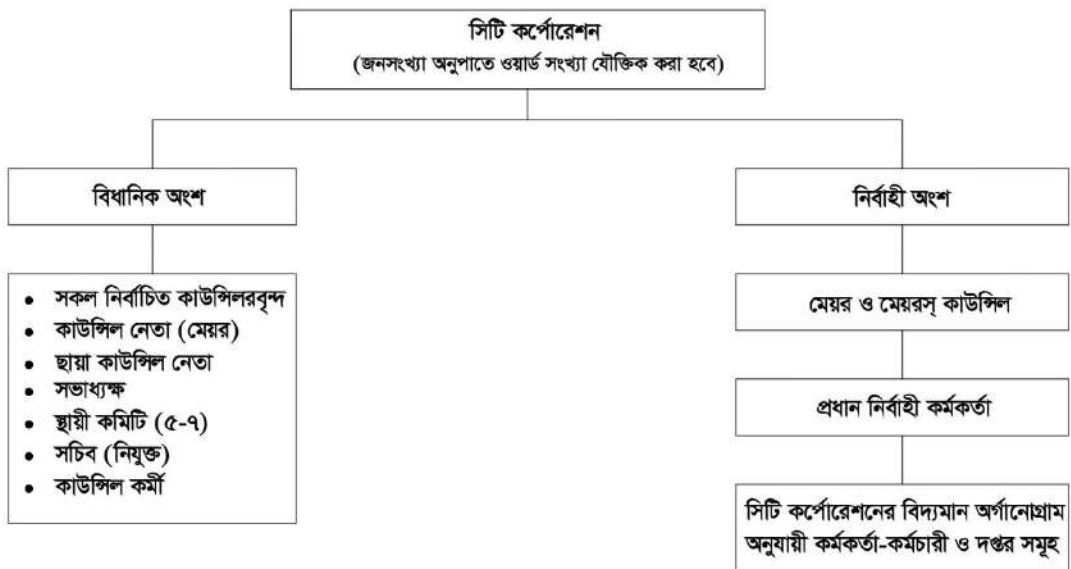 সিটি কর্পোরেশন
(জনসংখ্যা অনুপাতে ওয়ার্ড সংখ্যা যৌক্তিক করা হবে)
বিধানিক অংশ
• সকল নির্বাচিত কাউন্সিলরবৃন্দ
• কাউন্সিল নেতা (মেয়র)
• ছায়া কাউন্সিল নেতা
• সভাধ্যক্ষ
• স্থায়ী কমিটি (৫-৭)
• সচিব (নিযুক্ত)
• কাউন্সিল কর্মী
নির্বাহী অংশ
মেয়র ও মেয়রস্ কাউন্সিল
প্রধান নির্বাহী কর্মকর্তা
সিটি কর্পোরেশনের বিদ্যমান অর্গানোগ্রাম
অনুযায়ী কর্মকর্তা-কর্মচারী ও দপ্তর সমূহ